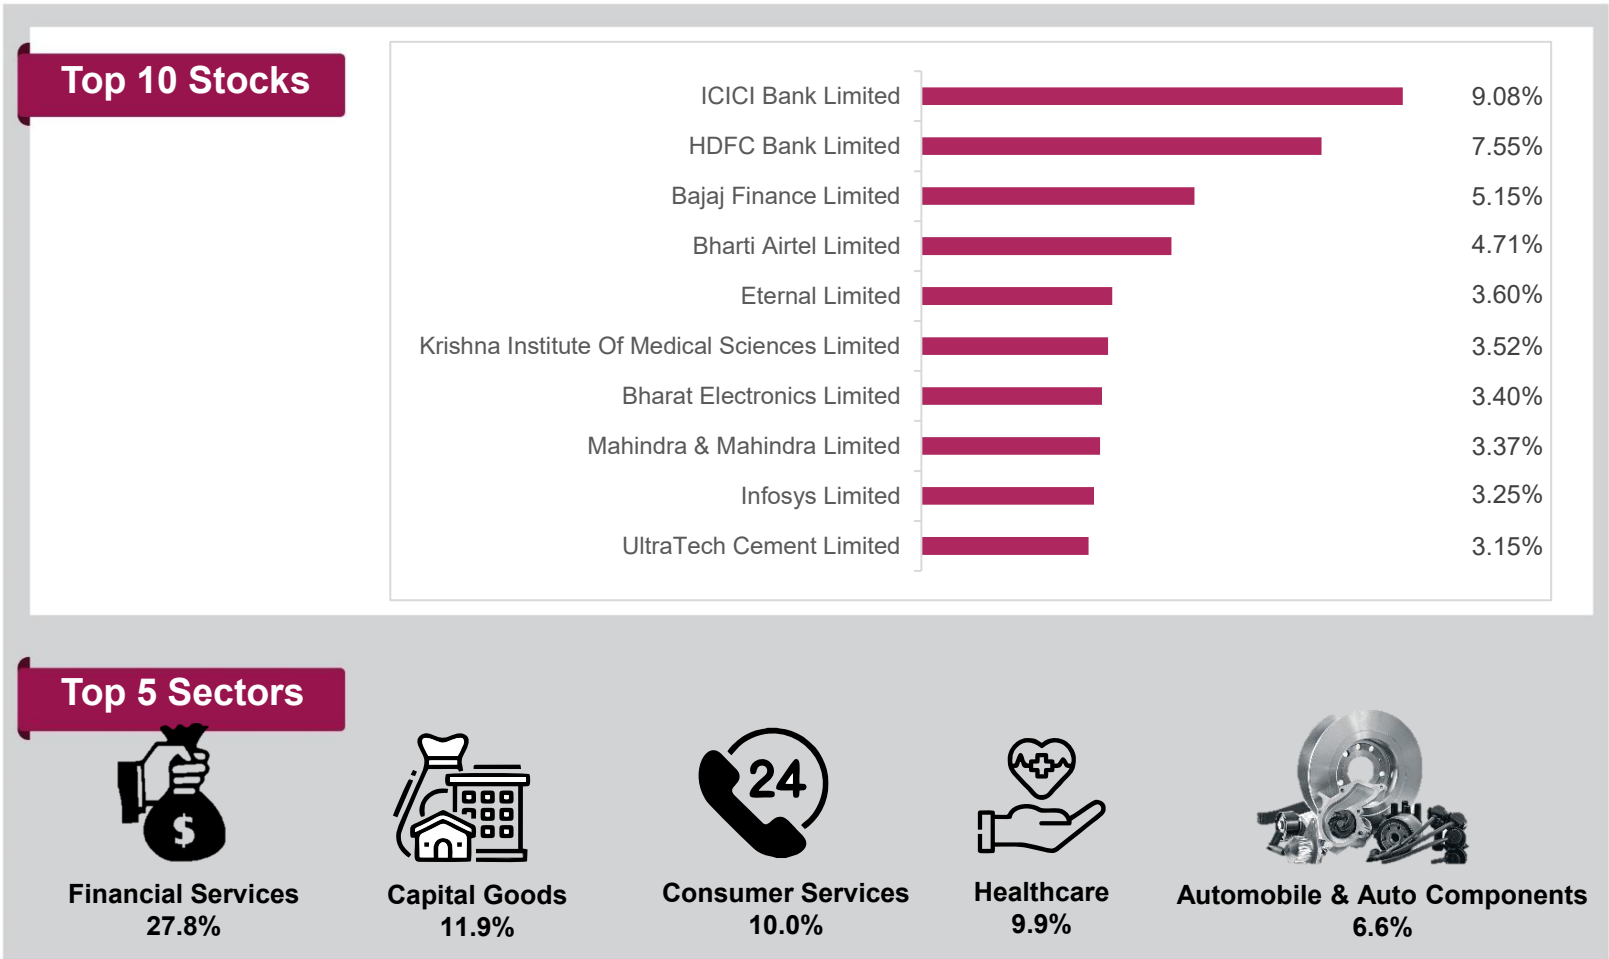 Top 10 Stocks
ICICI Bank Limited 9.08%
HDFC Bank Limited 7.55%
Bajaj Finance Limited 5.15%
Bharti Airtel Limited 4.71%
Eternal Limited 3.60%
Krishna Institute Of Medical Sciences Limited 3.52%
Bharat Electronics Limited 3.40%
Mahindra & Mahindra Limited 3.37%
Infosys Limited 3.25%
UltraTech Cement Limited 3.15%
Top 5 Sectors
$
24
Financial Services
27.8%
Capital Goods
11.9%
Consumer Services
10.0%
Healthcare
9.9%
Automobile & Auto Components
6.6%